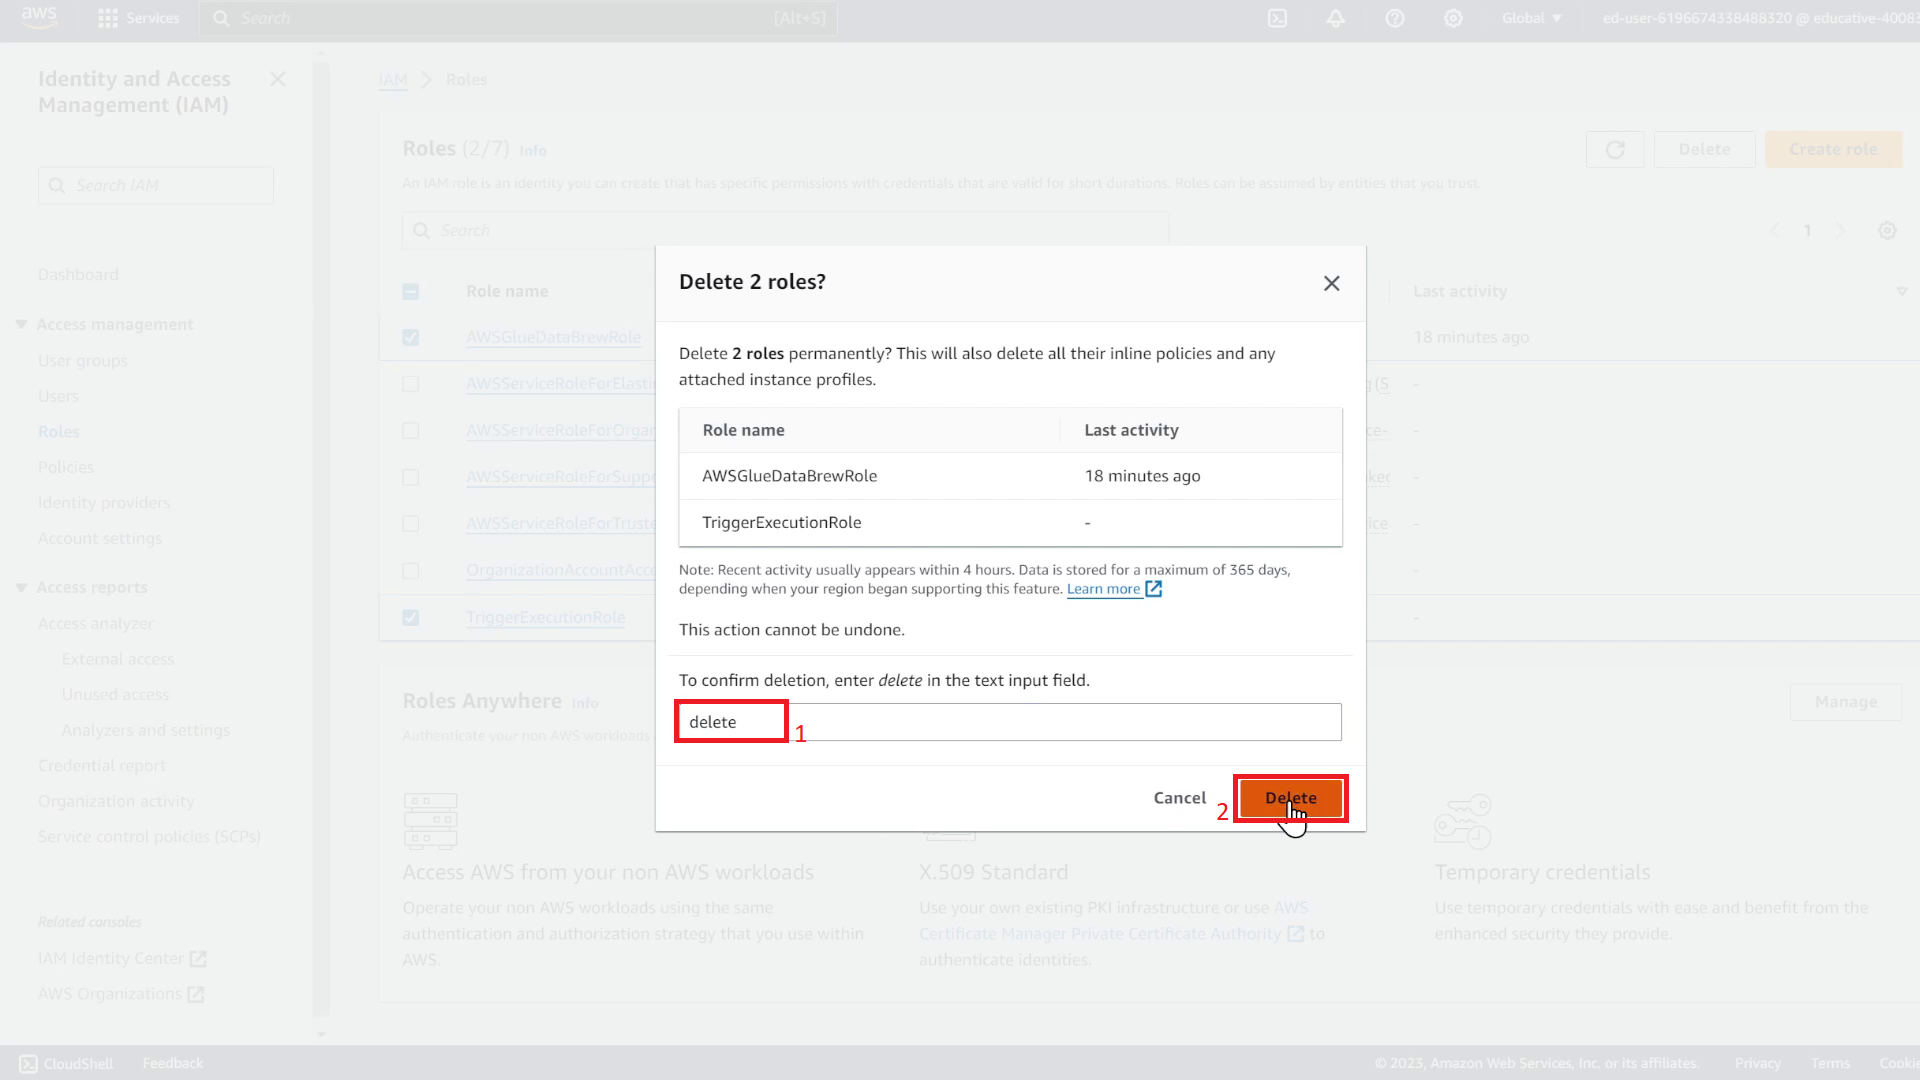 aws
Services
Search
[Alt+S]
Global
ed-user-6196674338488320 @ educative-40083
Identity and Access
Management (IAM)
Search IAM
Dashboard
Access management
User groups
Users
Roles
Policies
Identity providers
Account settings
Access reports
Access analyzer
External access
Unused access
Analyzers and settings
Credential report
Organization activity
Service control policies (SCPs)
Related consoles
IAM Identity Center
AWS Organizations
IAM > Roles
Roles (2/7) Info
Delete
Create role
An IAM role is an identity you can create that has specific permissions with credentials that are valid for short durations. Roles can be assumed by entities that you trust.
Search
1
Role name
Last activity
AWSGlueDataBrewRole
18 minutes ago
AWSServiceRoleForElasti
g (S
-
AWSServiceRoleForOrgar
ce-
-
AWSServiceRoleForSuppo
-
AWSServiceRoleForTruste
ice
-
OrganizationAccountAcce
-
TriggerExecutionRole
-
Delete 2 roles?
Delete 2 roles permanently? This will also delete all their inline policies and any
attached instance profiles.
Role name
Last activity
AWSGlueDataBrewRole
18 minutes ago
TriggerExecutionRole
-
Note: Recent activity usually appears within 4 hours. Data is stored for a maximum of 365 days,
depending when your region began supporting this feature. Learn more
This action cannot be undone.
To confirm deletion, enter delete in the text input field.
delete
1
Cancel
2
Delete
Roles Anywhere Info
Manage
Authenticate your non AWS workloads
Access AWS from your non AWS workloads
Operate your non AWS workloads using the same
authentication and authorization strategy that you use within
AWS.
X.509 Standard
Use your own existing PKI infrastructure or use AWS
Certificate Manager Private Certificate Authority to
authenticate identities.
Temporary credentials
Use temporary credentials with ease and benefit from the
enhanced security they provide.
CloudShell
Feedback
© 2023, Amazon Web Services, Inc. or its affiliates.
Privacy
Terms
Cookie